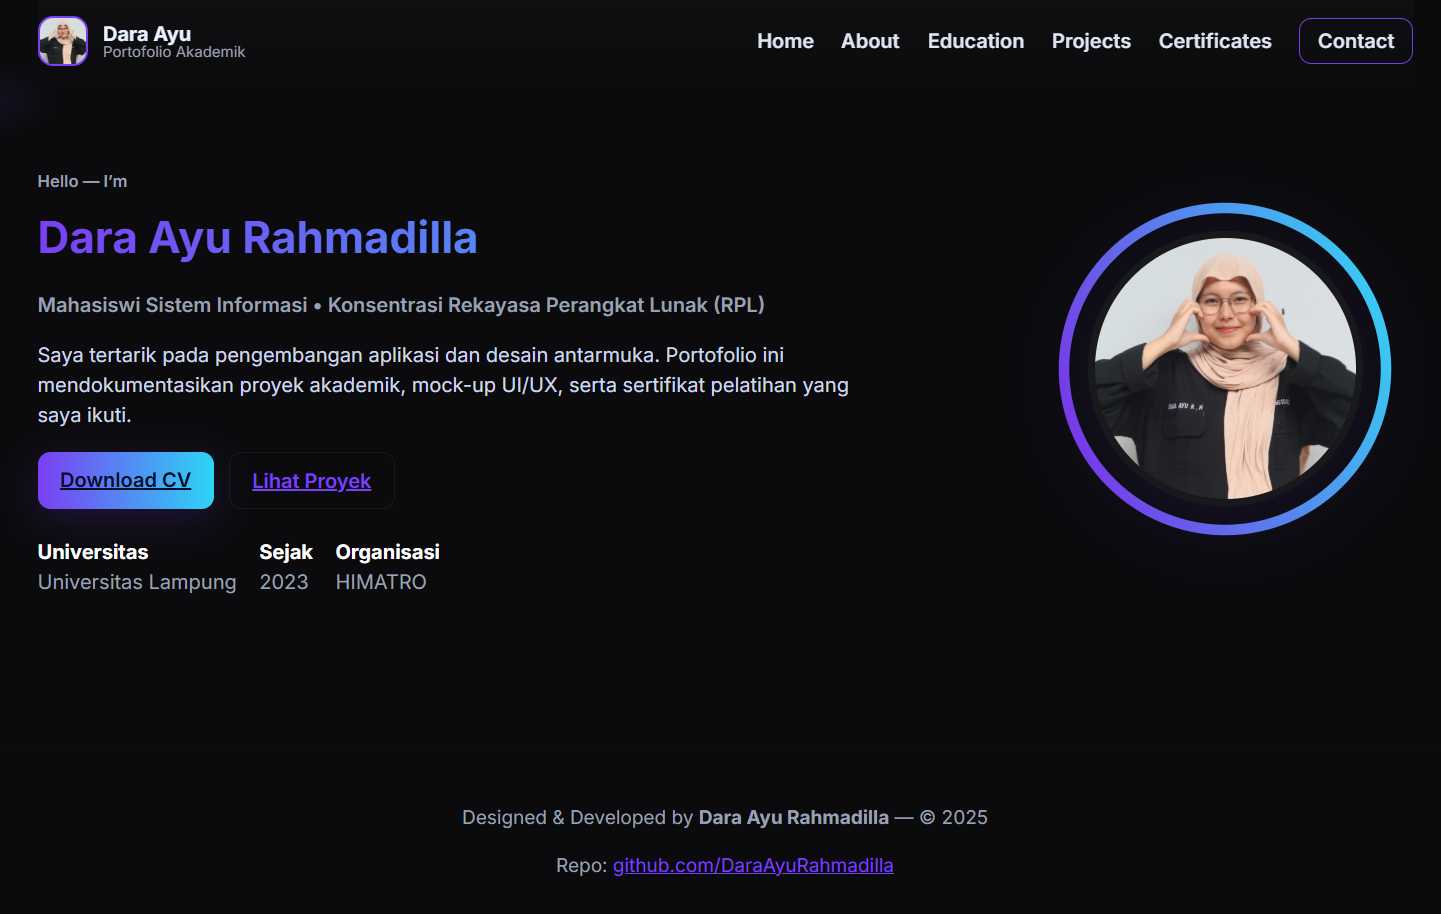 Dara Ayu
Portofolio Akademik
Home
About
Education
Projects
Certificates
Contact
Hello — I’m
Dara Ayu Rahmadilla
Mahasiswi Sistem Informasi • Konsentrasi Rekayasa Perangkat Lunak (RPL)
Saya tertarik pada pengembangan aplikasi dan desain antarmuka. Portofolio ini
mendokumentasikan proyek akademik, mock-up UI/UX, serta sertifikat pelatihan yang
saya ikuti.
Download CV
Lihat Proyek
Universitas
Universitas Lampung
Sejak
2023
Organisasi
HIMATRO
DARA AYU R.R
Designed & Developed by Dara Ayu Rahmadilla — © 2025
Repo: github.com/DaraAyuRahmadilla